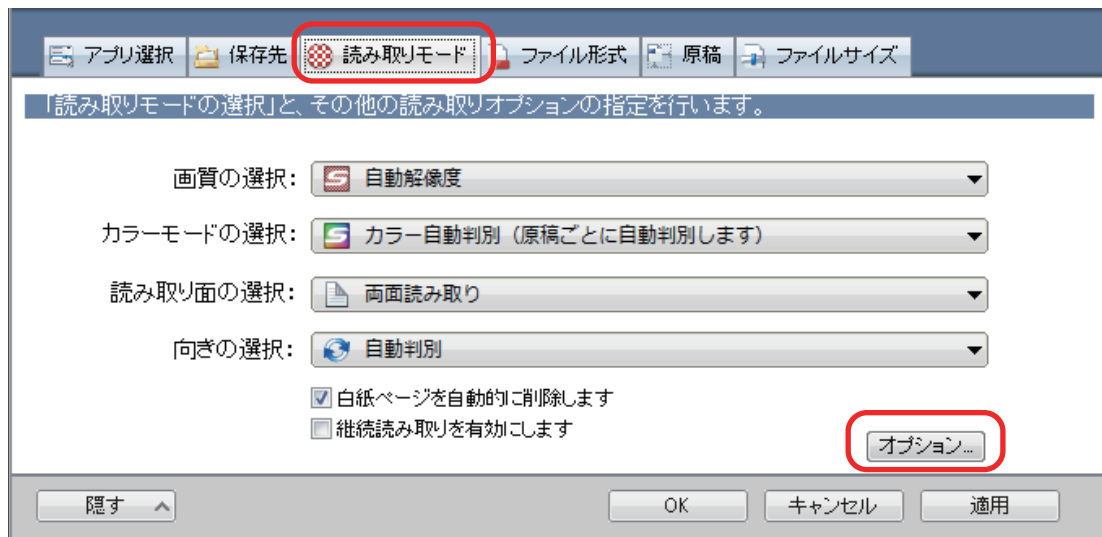 アプリ選択 保存先 読み取りモード ファイル形式 原稿 ファイルサイズ
「読み取りモードの選択」と、その他の読み取りオプションの指定を行います。
画質の選択: 自動解像度
カラーモードの選択: カラー自動判別（原稿ごとに自動判別します）
読み取り面の選択: 両面読み取り
向きの選択: 自動判別
白紙ページを自動的に削除します
継続読み取りを有効にします
オプション...
隠す OK キャンセル 適用